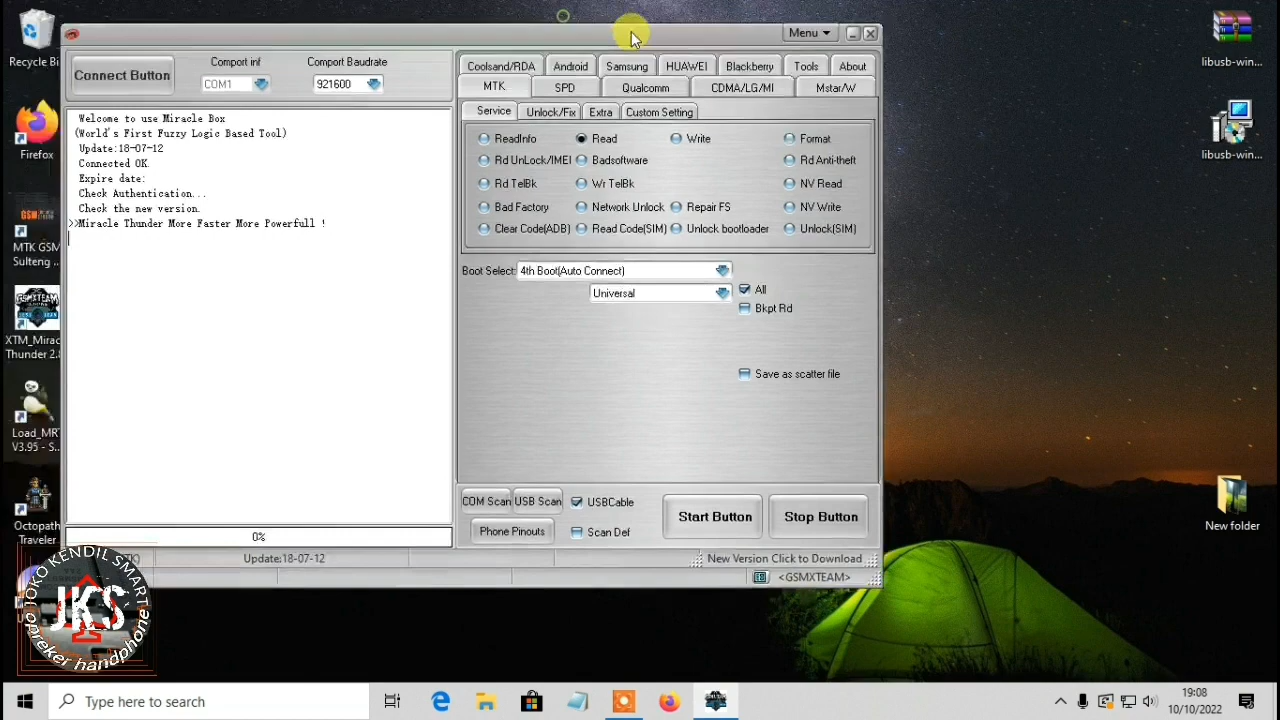 Recycle Bi
Firefox
MTK GSM
Sulteng ...
XTM_Mirac
Thunder 2.8
Load_MR
V3.95 - S...
Octopath
Traveler
Menu
Connect Button
Comport inf
COM1
Comport Baudrate
921600
Welcome to use Miracle Box
(World's First Fuzzy Logic Based Tool)
Update:18-07-12
Connected OK.
Expire date:
Check Authentication...
Check the new version.
>>Miracle Thunder More Faster More Powerfull !
0%
Update:18-07-12
Coolsand/RDA Android Samsung HUAWEI Blackberry Tools About
MTK SPD Qualcomm CDMA/LG/MI Mstar/W
Service Unlock/Fix Extra Custom Setting
ReadInfo Read Write Format
Rd UnLock/IMEI Badsoftware Rd Anti-theft
Rd TelBk Wr TelBk NV Read
Bad Factory Network Unlock Repair FS NV Write
Clear Code(ADB) Read Code(SIM) Unlock bootloader Unlock(SIM)
Boot Select: 4th Boot(Auto Connect)
Universal All
Bkpt Rd
Save as scatter file
COM Scan USB Scan USBCable
Phone Pinouts Scan Def
Start Button Stop Button
New Version Click to Download
<GSMXTEAM>
libusb-win...
libusb-win...
New folder
JOKO KENDIL SMART
JKS
opreker handphone
Type here to search
19:08
10/10/2022